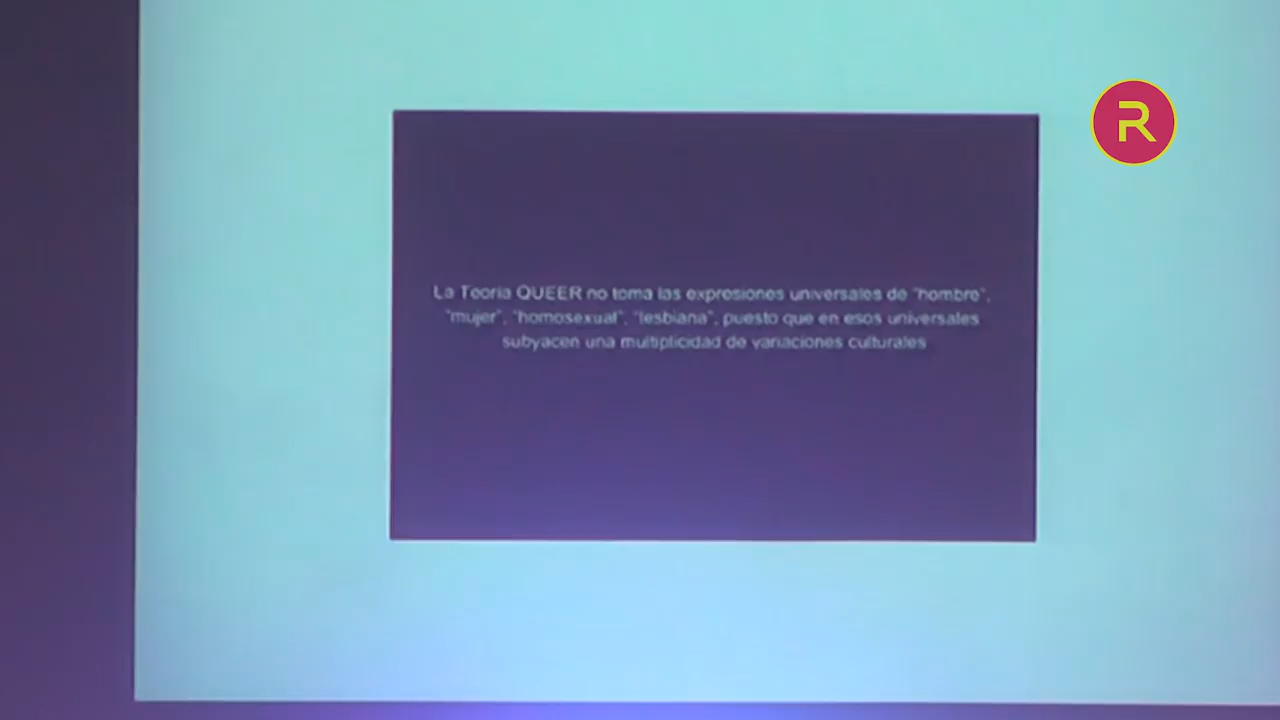 La Teoria QUEER no toma las expresiones universales de "hombre",
"mujer", "homosexual", "lesbiana", puesto que en esos universales
subyacen una multiplicidad de variaciones culturales
R